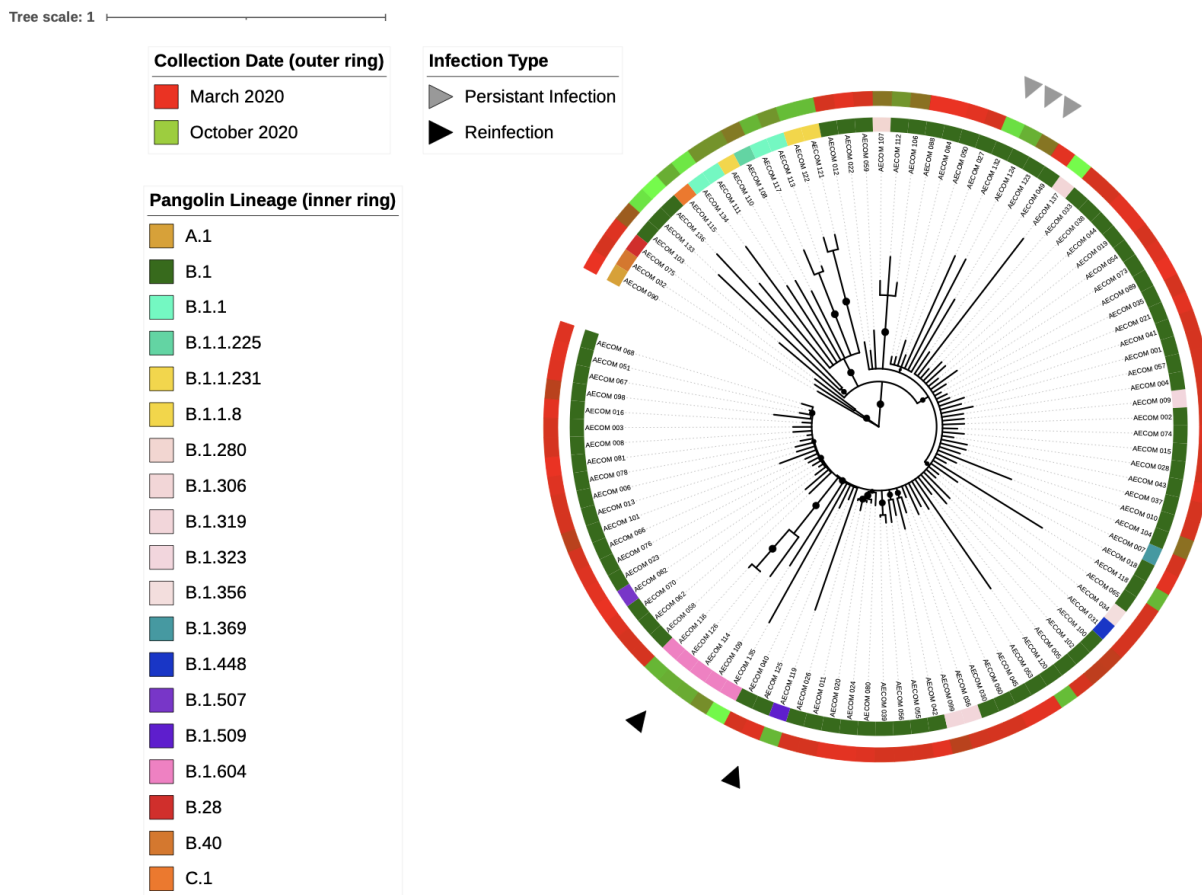 Tree scale: 1
Collection Date (outer ring)
March 2020
October 2020
Infection Type
Persistant Infection
Reinfection
Pangolin Lineage (inner ring)
A.1
B.1
B.1.1
B.1.1.225
B.1.1.231
B.1.1.8
B.1.280
B.1.306
B.1.319
B.1.323
B.1.356
B.1.369
B.1.448
B.1.507
B.1.509
B.1.604
B.28
B.40
C.1
AECOM 090
AECOM 032
AECOM 075
AECOM 103
AECOM 133
AECOM 136
AECOM 115
AECOM 134
AECOM 111
AECOM 110
AECOM 108
AECOM 117
AECOM 113
AECOM 122
AECOM 121
AECOM 012
AECOM 022
AECOM 059
AECOM 107
AECOM 112
AECOM 106
AECOM 088
AECOM 084
AECOM
AECOM 027
AECOM 132
AECOM 124
AECOM 123
AECOM 049
AECOM 137
AECOM 033
AECOM 038
AECOM 044
AECOM 019
AECOM 054
AECOM 073
AECOM 089
AECOM 035
AECOM 021
AECOM 041
AECOM 001
AECOM 057
AECOM 004
AECOM 009
AECOM 002
AECOM 074
AECOM 015
AECOM 028
AECOM 043
AECOM 037
AECOM 010
AECOM 104
AECOM 007
AECOM 018
AECOM 118
AECOM 065
AECOM 034
AECOM 031
AECOM 100
AECOM 102
AECOM 005
AECOM 120
AECOM 053
AECOM
AECOM
AECOM 030
AECOM
AECOM 099
AECOM 042
AECOM 055
AECOM 056
AECOM 039
AECOM 080
AECOM 024
AECOM 020
AECOM 011
AECOM 026
AECOM 119
AECOM 125
AECOM 040
AECOM 135
AECOM 109
AECOM 114
AECOM 126
AECOM 116
AECOM 058
AECOM 062
AECOM 070
AECOM 082
AECOM 023
AECOM 076
AECOM 066
AECOM 101
AECOM 013
AECOM 006
AECOM 078
AECOM 081
AECOM 008
AECOM 003
AECOM 016
AECOM 098
AECOM 067
AECOM 051
AECOM 068